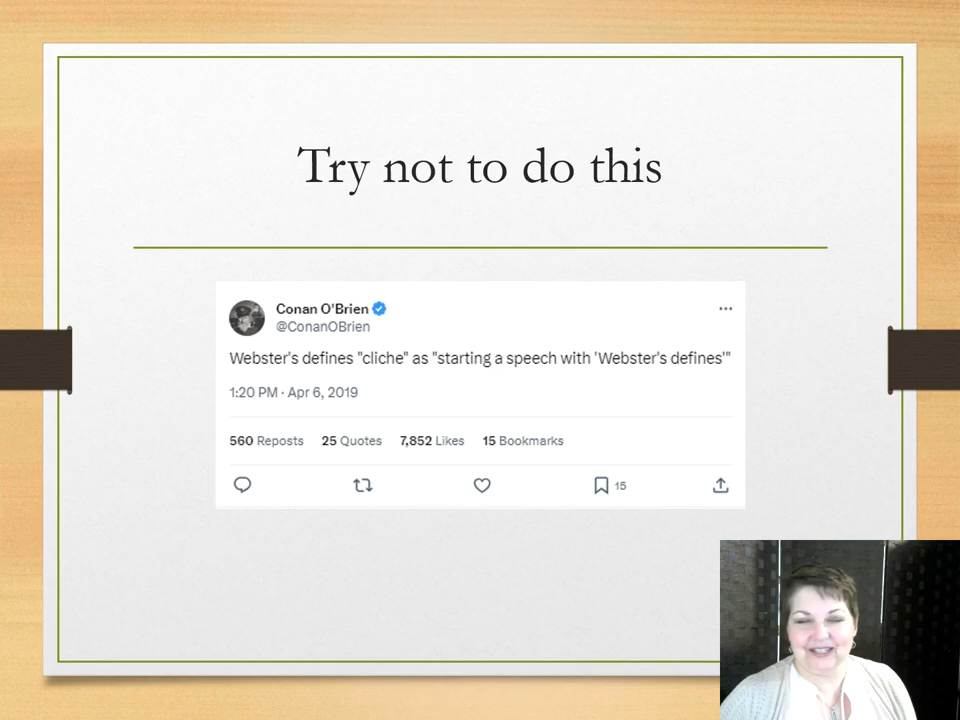 Try not to do this
Conan O'Brien
@ConanOBrien
Webster's defines "cliche" as "starting a speech with 'Webster's defines'"
1:20 PM · Apr 6, 2019
560 Reposts 25 Quotes 7,852 Likes 15 Bookmarks
15